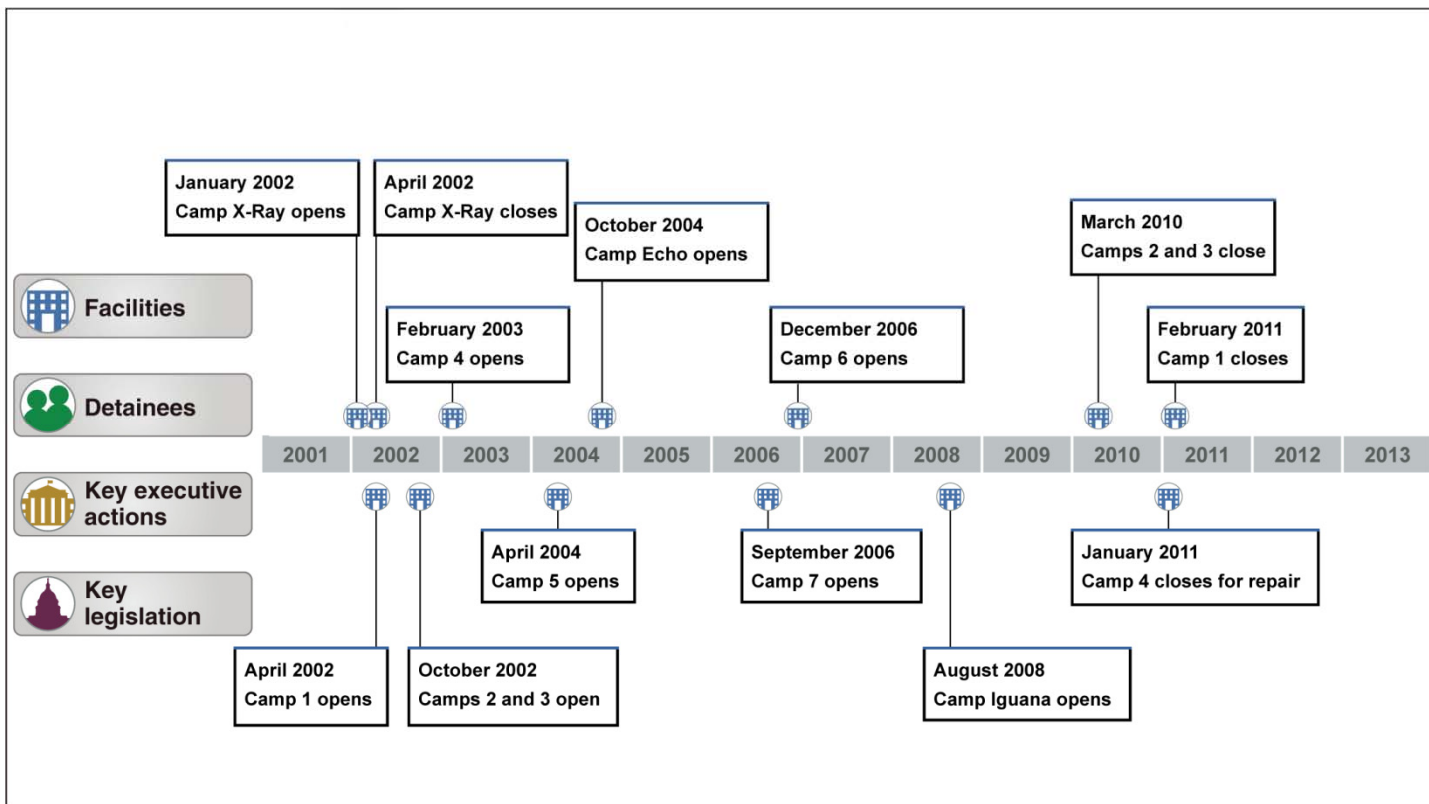 January 2002
Camp X-Ray opens
April 2002
Camp X-Ray closes
October 2004
Camp Echo opens
March 2010
Camps 2 and 3 close
Facilities
February 2003
Camp 4 opens
December 2006
Camp 6 opens
February 2011
Camp 1 closes
Detainees
2001 2002 2003 2004 2005 2006 2007 2008 2009 2010 2011 2012 2013
Key executive
actions
April 2004
Camp 5 opens
September 2006
Camp 7 opens
January 2011
Camp 4 closes for repair
Key
legislation
April 2002
Camp 1 opens
October 2002
Camps 2 and 3 open
August 2008
Camp Iguana opens